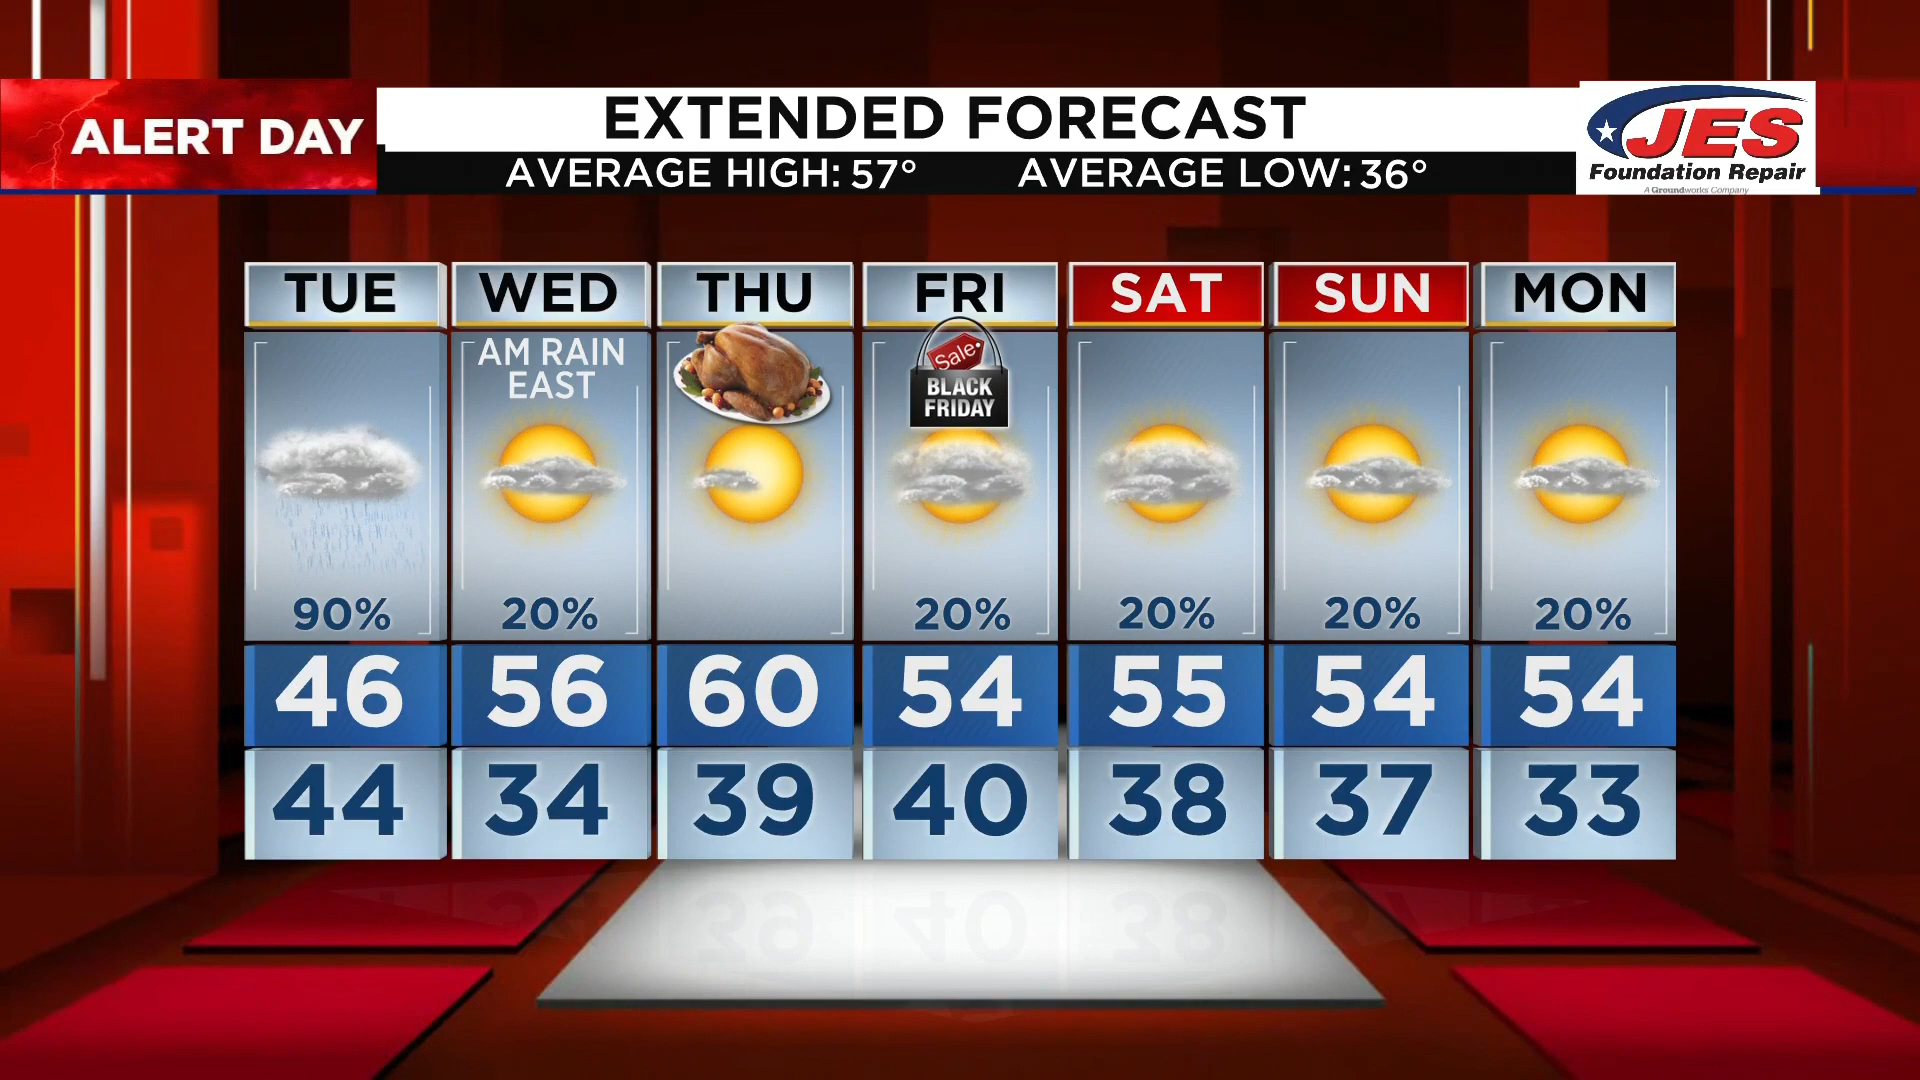 ALERT DAY
EXTENDED FORECAST
AVERAGE HIGH: 57° AVERAGE LOW: 36°
JES
Foundation Repair
A Groundworks Company
TUE WED THU FRI SAT SUN MON
AM RAIN
EAST
Sale
BLACK
FRIDAY
90% 20% 20% 20% 20% 20%
46 56 60 54 55 54 54
44 34 39 40 38 37 33